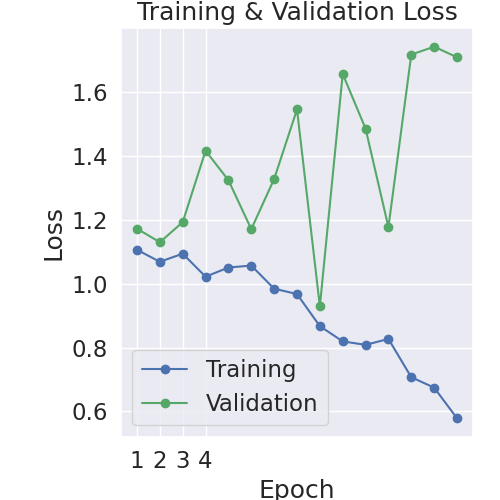 Training & Validation Loss
1.6
1.4
1.2
1.0
0.8
0.6
Loss
Training
Validation
1 2 3 4
Epoch